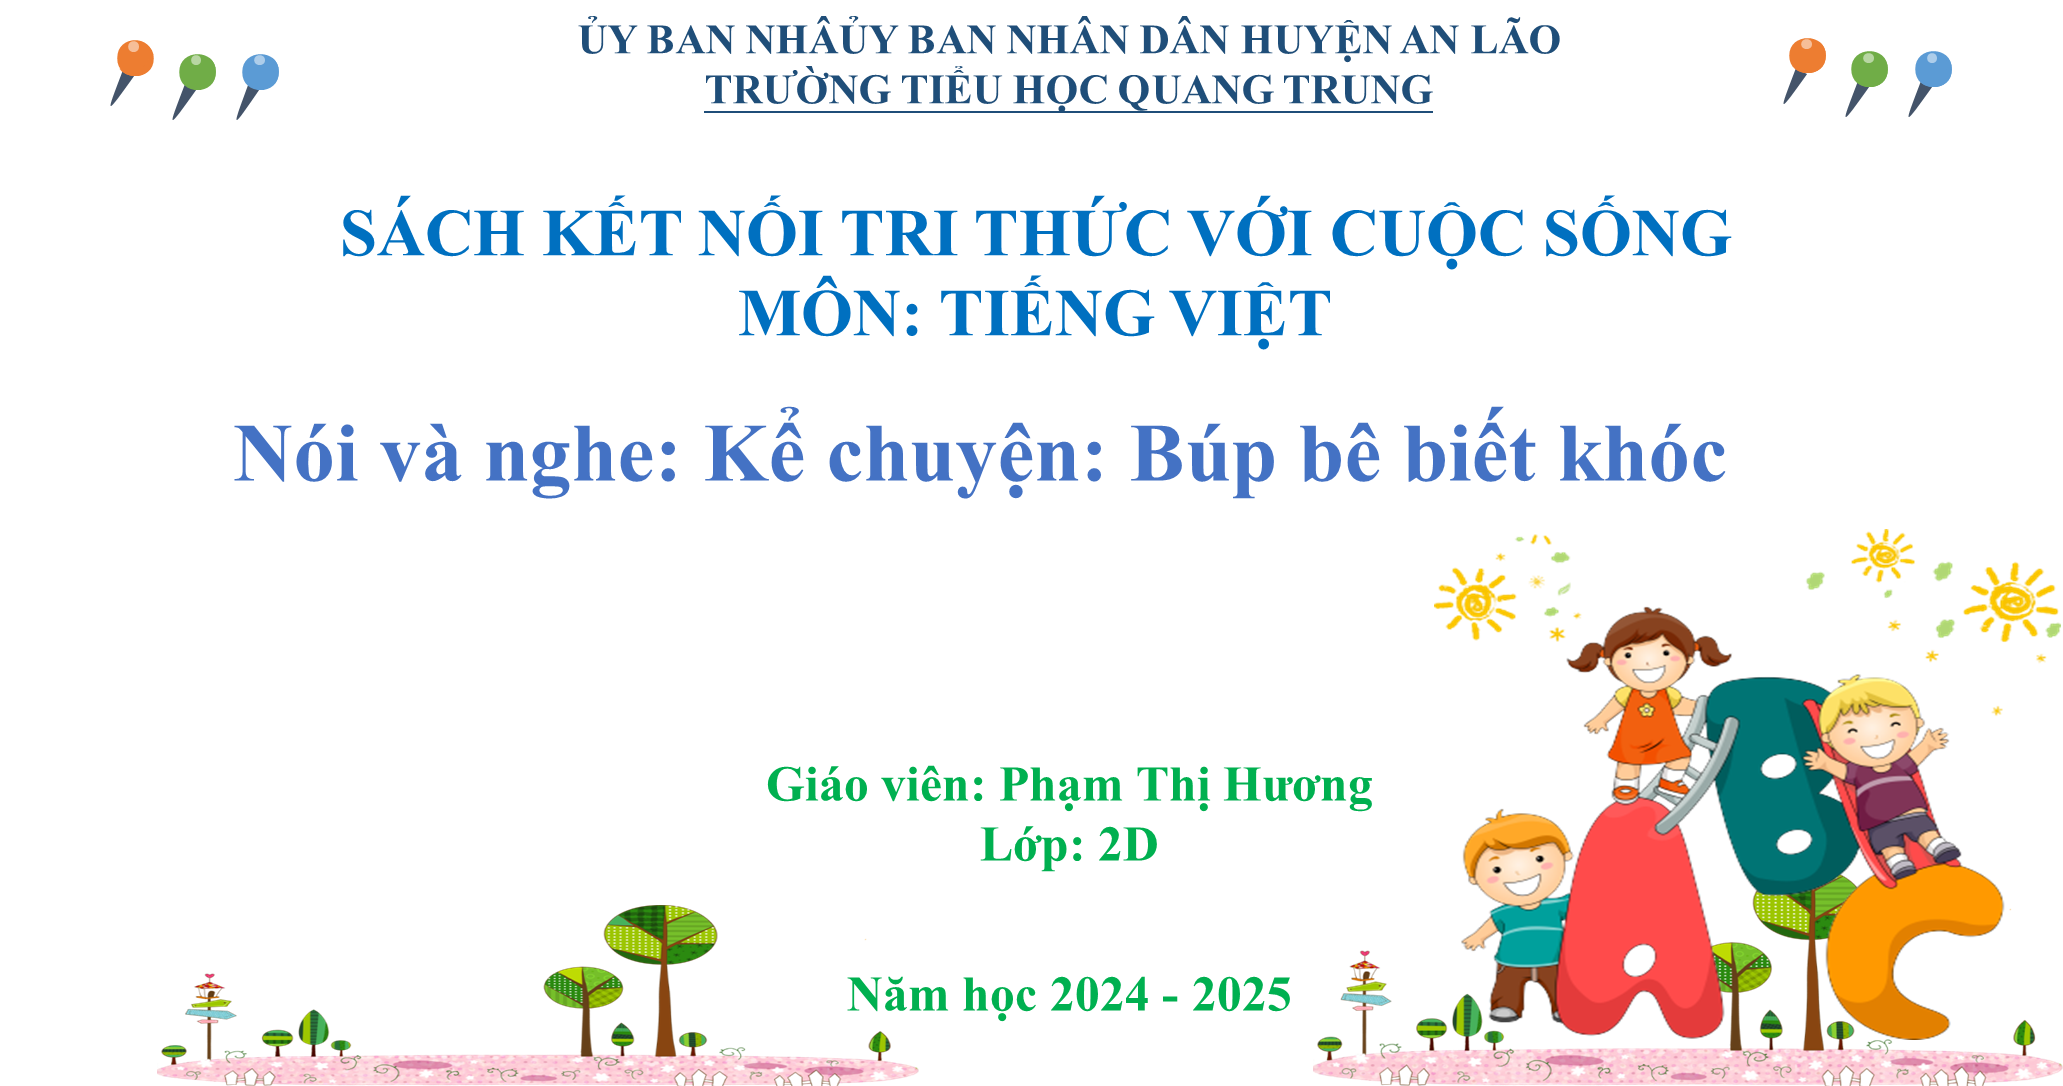 ỦY BAN NHÂỦY BAN NHÂN DÂN HUYỆN AN LÃO
TRƯỜNG TIỂU HỌC QUANG TRUNG
SÁCH KẾT NỐI TRI THỨC VỚI CUỘC SỐNG
MÔN: TIẾNG VIỆT
Nói và nghe: Kể chuyện: Búp bê biết khóc
Giáo viên: Phạm Thị Hương
Lớp: 2D
Năm học 2024 - 2025
ABC